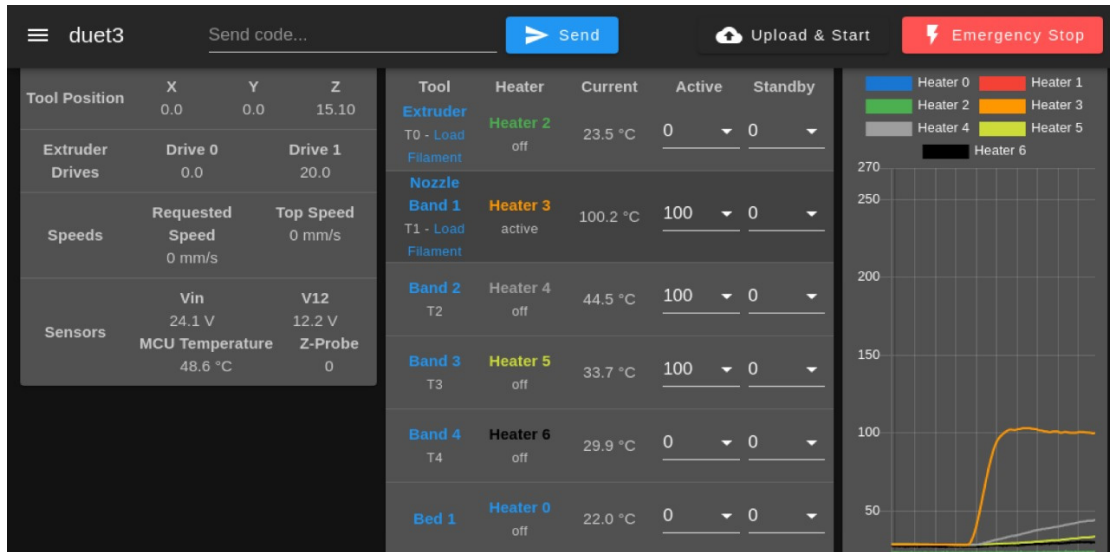 duet3
Send code...
Send
Upload & Start
Emergency Stop
Tool Position
X Y Z
0.0 0.0 15.10
Extruder Drives
Drive 0 Drive 1
0.0 20.0
Speeds
Requested Speed
0 mm/s
Top Speed
0 mm/s
Sensors
Vin V12
24.1 V 12.2 V
MCU Temperature Z-Probe
48.6 °C 0
Tool Heater Current Active Standby
Extruder
T0 - Load
Filament
Heater 2
off
23.5 °C 0 0
Nozzle
Band 1
T1 - Load
Filament
Heater 3
active
100.2 °C 100 0
Band 2
T2
Heater 4
off
44.5 °C 100 0
Band 3
T3
Heater 5
off
33.7 °C 100 0
Band 4
T4
Heater 6
off
29.9 °C 0 0
Bed 1
Heater 0
off
22.0 °C 0 0
Heater 0 Heater 1
Heater 2 Heater 3
Heater 4 Heater 5
Heater 6
270
250
200
150
100
50